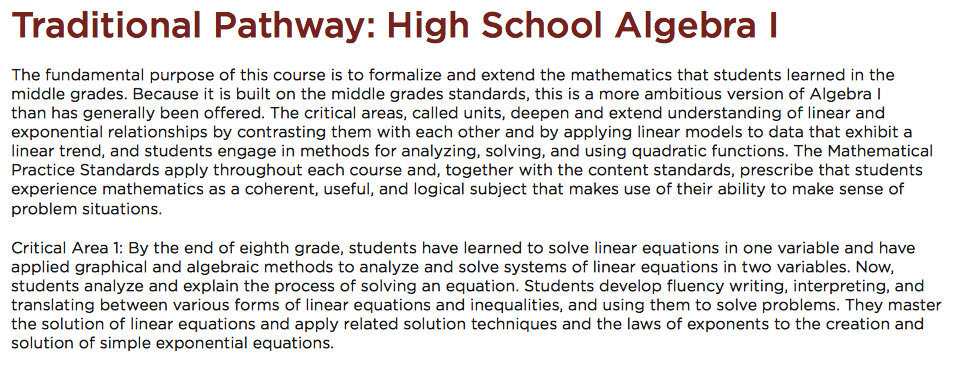 Traditional Pathway: High School Algebra I
The fundamental purpose of this course is to formalize and extend the mathematics that students learned in the
middle grades. Because it is built on the middle grades standards, this is a more ambitious version of Algebra I
than has generally been offered. The critical areas, called units, deepen and extend understanding of linear and
exponential relationships by contrasting them with each other and by applying linear models to data that exhibit a
linear trend, and students engage in methods for analyzing, solving, and using quadratic functions. The Mathematical
Practice Standards apply throughout each course and, together with the content standards, prescribe that students
experience mathematics as a coherent, useful, and logical subject that makes use of their ability to make sense of
problem situations.
Critical Area 1: By the end of eighth grade, students have learned to solve linear equations in one variable and have
applied graphical and algebraic methods to analyze and solve systems of linear equations in two variables. Now,
students analyze and explain the process of solving an equation. Students develop fluency writing, interpreting, and
translating between various forms of linear equations and inequalities, and using them to solve problems. They master
the solution of linear equations and apply related solution techniques and the laws of exponents to the creation and
solution of simple exponential equations.